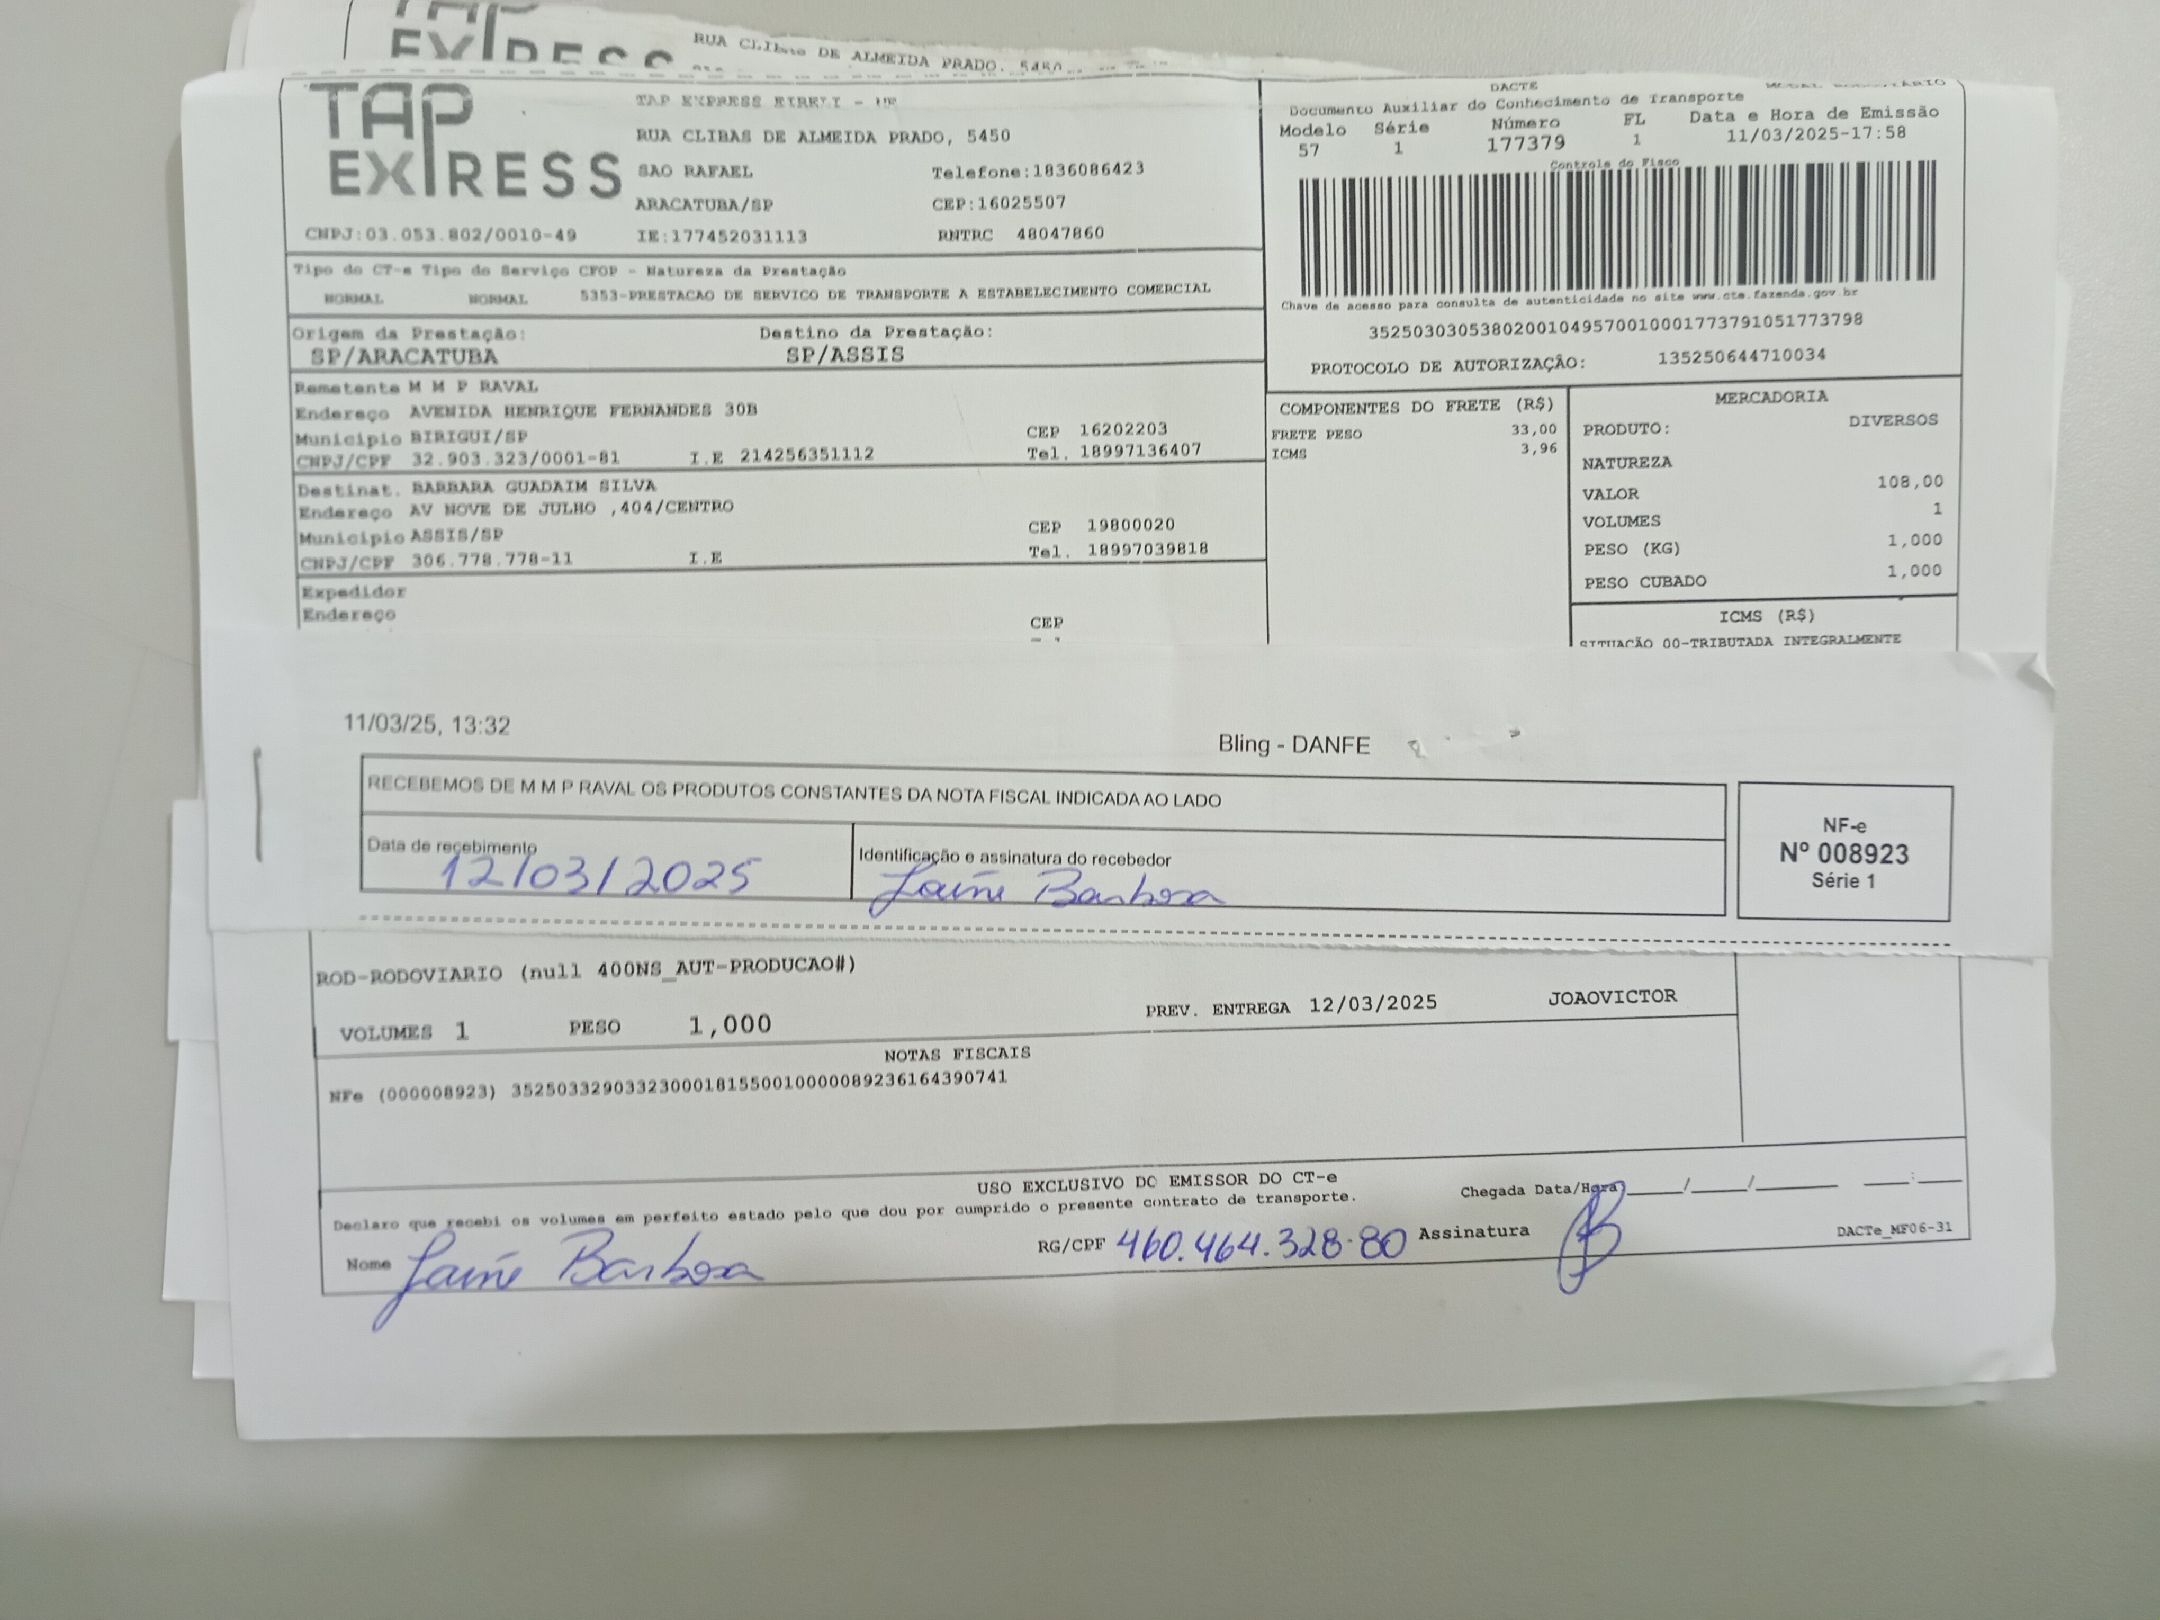 RUA CLIBAS DE ALMEIDA PRADO, 5450
TAP EXPRESS
TAP EXPRESS EIRELI - ME
RUA CLIBAS DE ALMEIDA PRADO, 5450
SAO RAFAEL Telefone:1836086423
ARACATUBA/SP CEP:16025507
CNPJ:03.053.802/0010-49 IE:177452031113 RNTRC 48047860
DACTE MODAL RODOVIÁRIO
Documento Auxiliar do Conhecimento de Transporte
Modelo Série Número FL Data e Hora de Emissão
57 1 177379 1 11/03/2025-17:58
Controle do Fisco
Chave de acesso para consulta de autenticidade no site www.cte.fazenda.gov.br
35250303053802001049570010001773791051773798
PROTOCOLO DE AUTORIZAÇÃO: 135250644710034
Tipo do CT-e Tipo do Serviço CFOP - Natureza da Prestação
NORMAL NORMAL 5353-PRESTACAO DE SERVICO DE TRANSPORTE A ESTABELECIMENTO COMERCIAL
Origem da Prestação: Destino da Prestação:
SP/ARACATUBA SP/ASSIS
Remetente M M P RAVAL
Endereço AVENIDA HENRIQUE FERNANDES 30B
Municipio BIRIGUI/SP CEP 16202203
CNPJ/CPF 32.903.323/0001-81 I.E 214256351112 Tel. 18997136407
Destinat. BARBARA GUADAIM SILVA
Endereço AV NOVE DE JULHO ,404/CENTRO
Municipio ASSIS/SP CEP 19800020
CNPJ/CPF 306.778.778-11 I.E Tel. 18997039818
Expedidor
Endereço CEP
COMPONENTES DO FRETE (R$)
FRETE PESO 33,00
ICMS 3,96
MERCADORIA
PRODUTO: DIVERSOS
NATUREZA
VALOR 108,00
VOLUMES 1
PESO (KG) 1,000
PESO CUBADO 1,000
ICMS (R$)
SITUAÇÃO 00-TRIBUTADA INTEGRALMENTE
11/03/25, 13:32 Bling - DANFE
RECEBEMOS DE M M P RAVAL OS PRODUTOS CONSTANTES DA NOTA FISCAL INDICADA AO LADO
Data de recebimento Identificação e assinatura do recebedor
12/03/2025 Laine Barbosa
NF-e
Nº 008923
Série 1
ROD-RODOVIARIO (null 400NS_AUT-PRODUCAO#)
VOLUMES 1 PESO 1,000 PREV. ENTREGA 12/03/2025 JOAOVICTOR
NOTAS FISCAIS
NFe (000008923) 35250332903323000181550010000089236164390741
USO EXCLUSIVO DO EMISSOR DO CT-e
Declaro que recebi os volumes em perfeito estado pelo que dou por cumprido o presente contrato de transporte. Chegada Data/Hora ____/____/______ ___:___
Nome Laine Barbosa RG/CPF 460.464.328-80 Assinatura DACTe_MF06-31